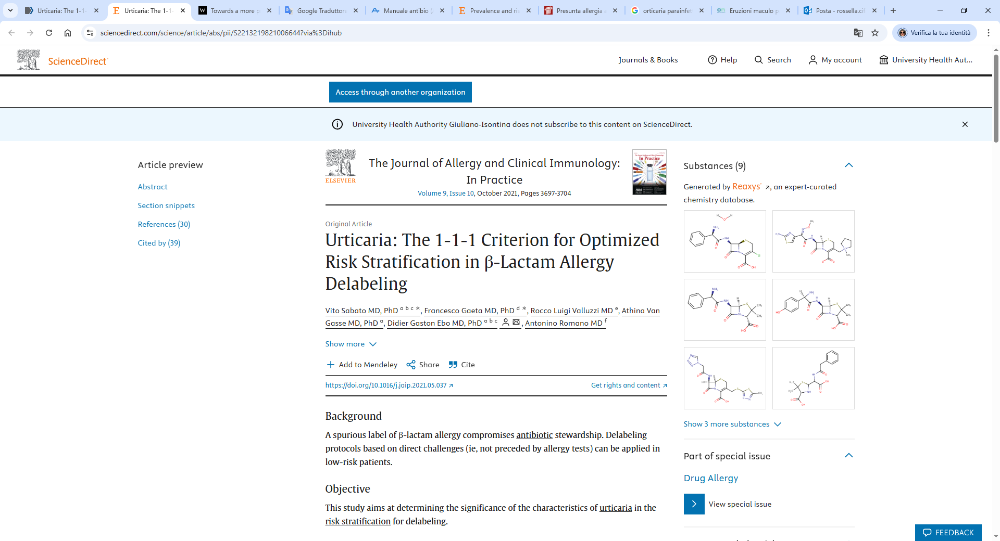 Urticaria: The 1-1-
Urticaria: The 1-1-
Towards a more p
Google Traduttore
Manuale antibio (
Prevalence and ris
Presunta allergia a
orticaria parainfet
Eruzioni maculo p
Posta - rossella.cif
sciencedirect.com/science/article/abs/pii/S2213219821006644?via%3Dihub
Verifica la tua identità
ScienceDirect
Journals & Books
Help
Search
My account
University Health Aut...
Access through another organization
University Health Authority Giuliano-Isontina does not subscribe to this content on ScienceDirect.
Article preview
Abstract
Section snippets
References (30)
Cited by (39)
ELSEVIER
The Journal of Allergy and Clinical Immunology:
In Practice
Volume 9, Issue 10, October 2021, Pages 3697-3704
In Practice
Original Article
Urticaria: The 1-1-1 Criterion for Optimized
Risk Stratification in β-Lactam Allergy
Delabeling
Vito Sabato MD, PhD a b c *, Francesco Gaeta MD, PhD d *, Rocco Luigi Valluzzi MD e, Athina Van
Gasse MD, PhD a, Didier Gaston Ebo MD, PhD a b c, Antonino Romano MD f
Show more
Add to Mendeley
Share
Cite
https://doi.org/10.1016/j.jaip.2021.05.037
Get rights and content
Background
A spurious label of β-lactam allergy compromises antibiotic stewardship. Delabeling
protocols based on direct challenges (ie, not preceded by allergy tests) can be applied in
low-risk patients.
Objective
This study aims at determining the significance of the characteristics of urticaria in the
risk stratification for delabeling.
Substances (9)
Generated by Reaxys, an expert-curated
chemistry database.
Show 3 more substances
Part of special issue
Drug Allergy
View special issue
FEEDBACK